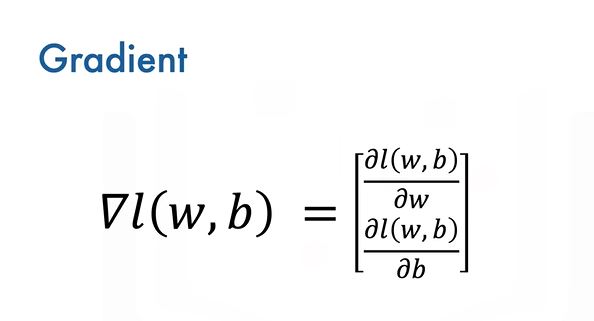 Gradient
∇l(w, b) = [∂l(w, b)/∂w
∂l(w, b)/∂b]